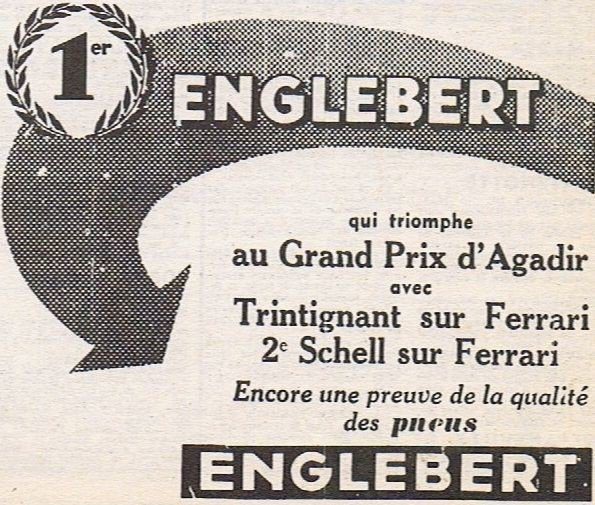 1er
ENGLEBERT
qui triomphe
au Grand Prix d'Agadir
avec
Trintignant sur Ferrari
2e Schell sur Ferrari
Encore une preuve de la qualité
des pneus
ENGLEBERT